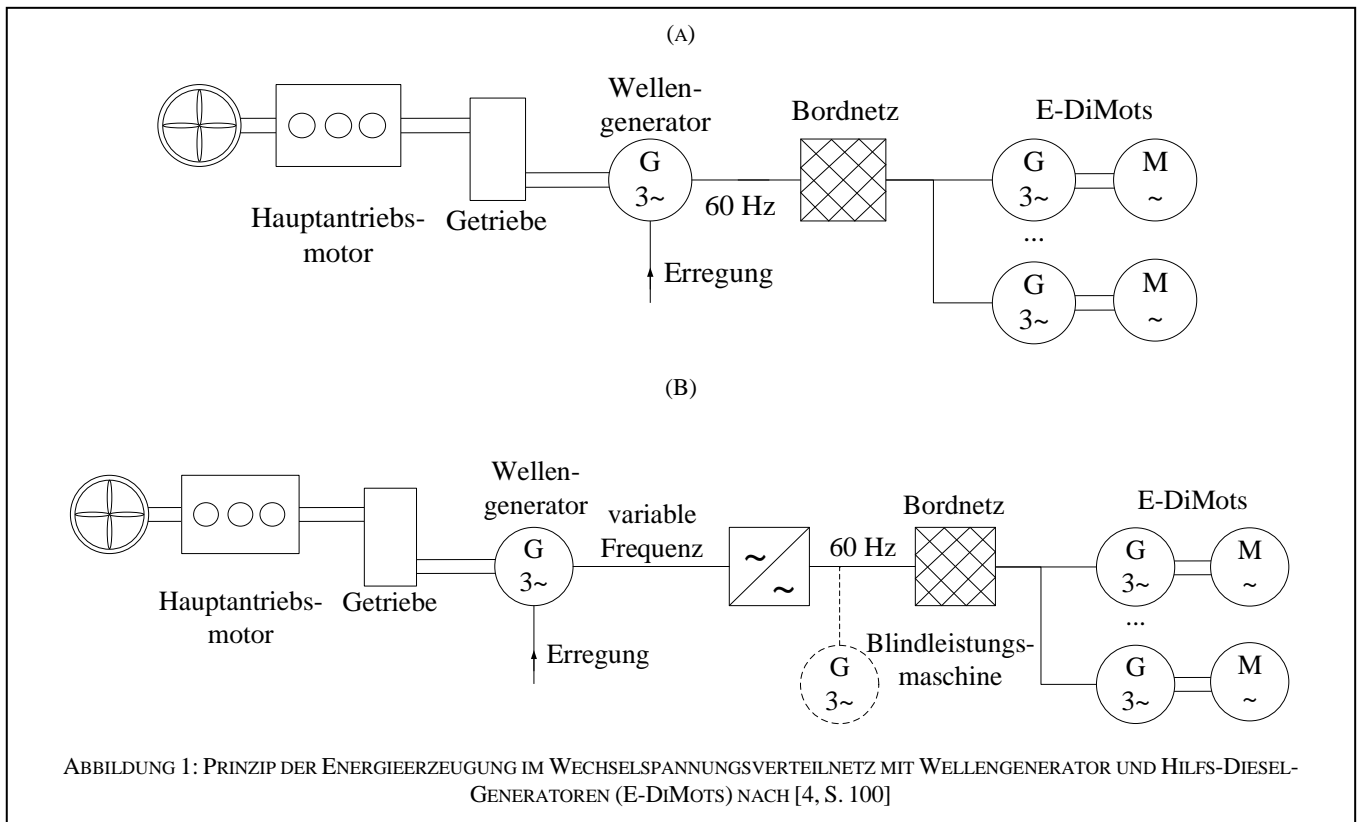 (A)
Wellen-
generator
Bordnetz
E-DiMots
G
3~
60 Hz
G
3~
M
~
Hauptantriebs-
motor
Getriebe
Erregung
...
G
3~
M
~
(B)
Wellen-
generator
variable
Frequenz
60 Hz
Bordnetz
E-DiMots
G
3~
~
~
G
3~
M
~
Hauptantriebs-
motor
Getriebe
Erregung
G
3~
Blindleistungs-
maschine
...
G
3~
M
~
ABBILDUNG 1: PRINZIP DER ENERGIEERZEUGUNG IM WECHSELSPANNUNGSVERTEILNETZ MIT WELLENGENERATOR UND HILFS-DIESEL-
GENERATOREN (E-DIMOTS) NACH [4, S. 100]